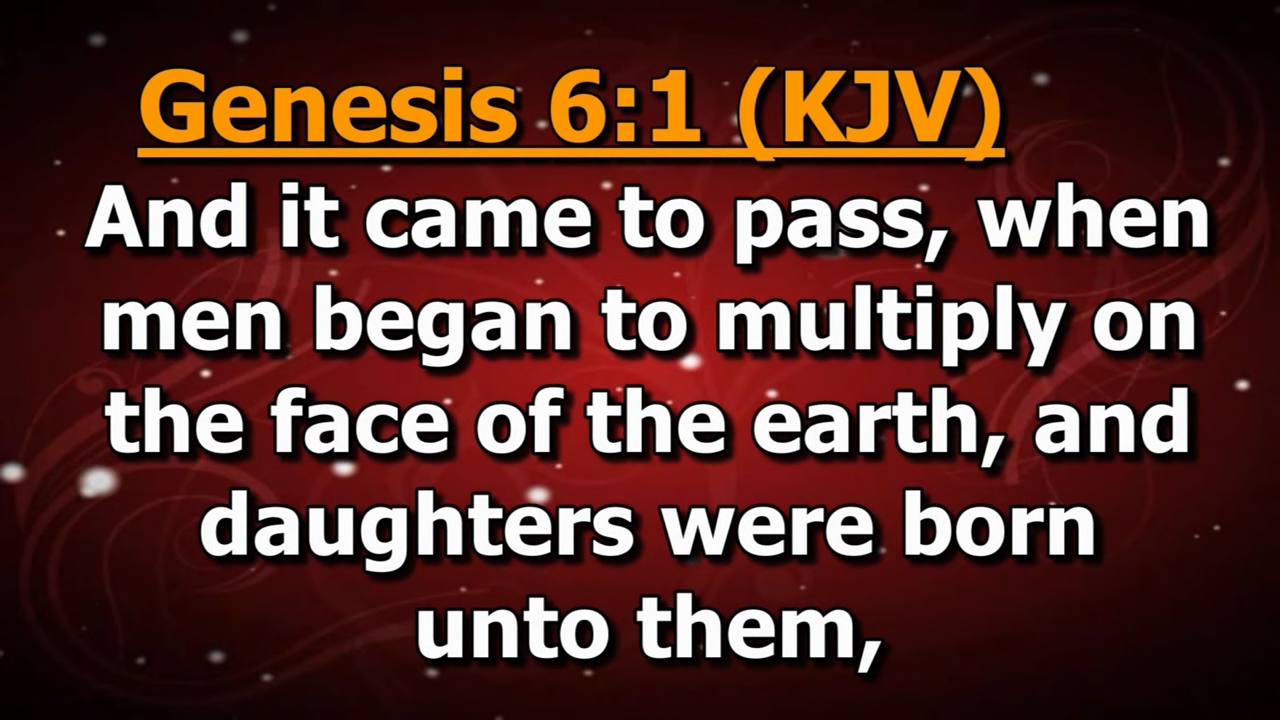 Genesis 6:1 (KJV)
And it came to pass, when
men began to multiply on
the face of the earth, and
daughters were born
unto them,